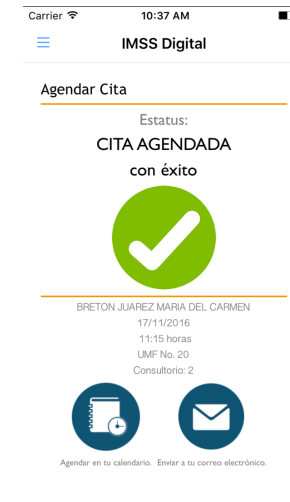 Carrier 10:37 AM
IMSS Digital
Agendar Cita
Estatus:
CITA AGENDADA
con éxito
BRETON JUAREZ MARIA DEL CARMEN
17/11/2016
11:15 horas
UMF No. 20
Consultorio: 2
Agendar en tu calendario. Enviar a tu correo electrónico.